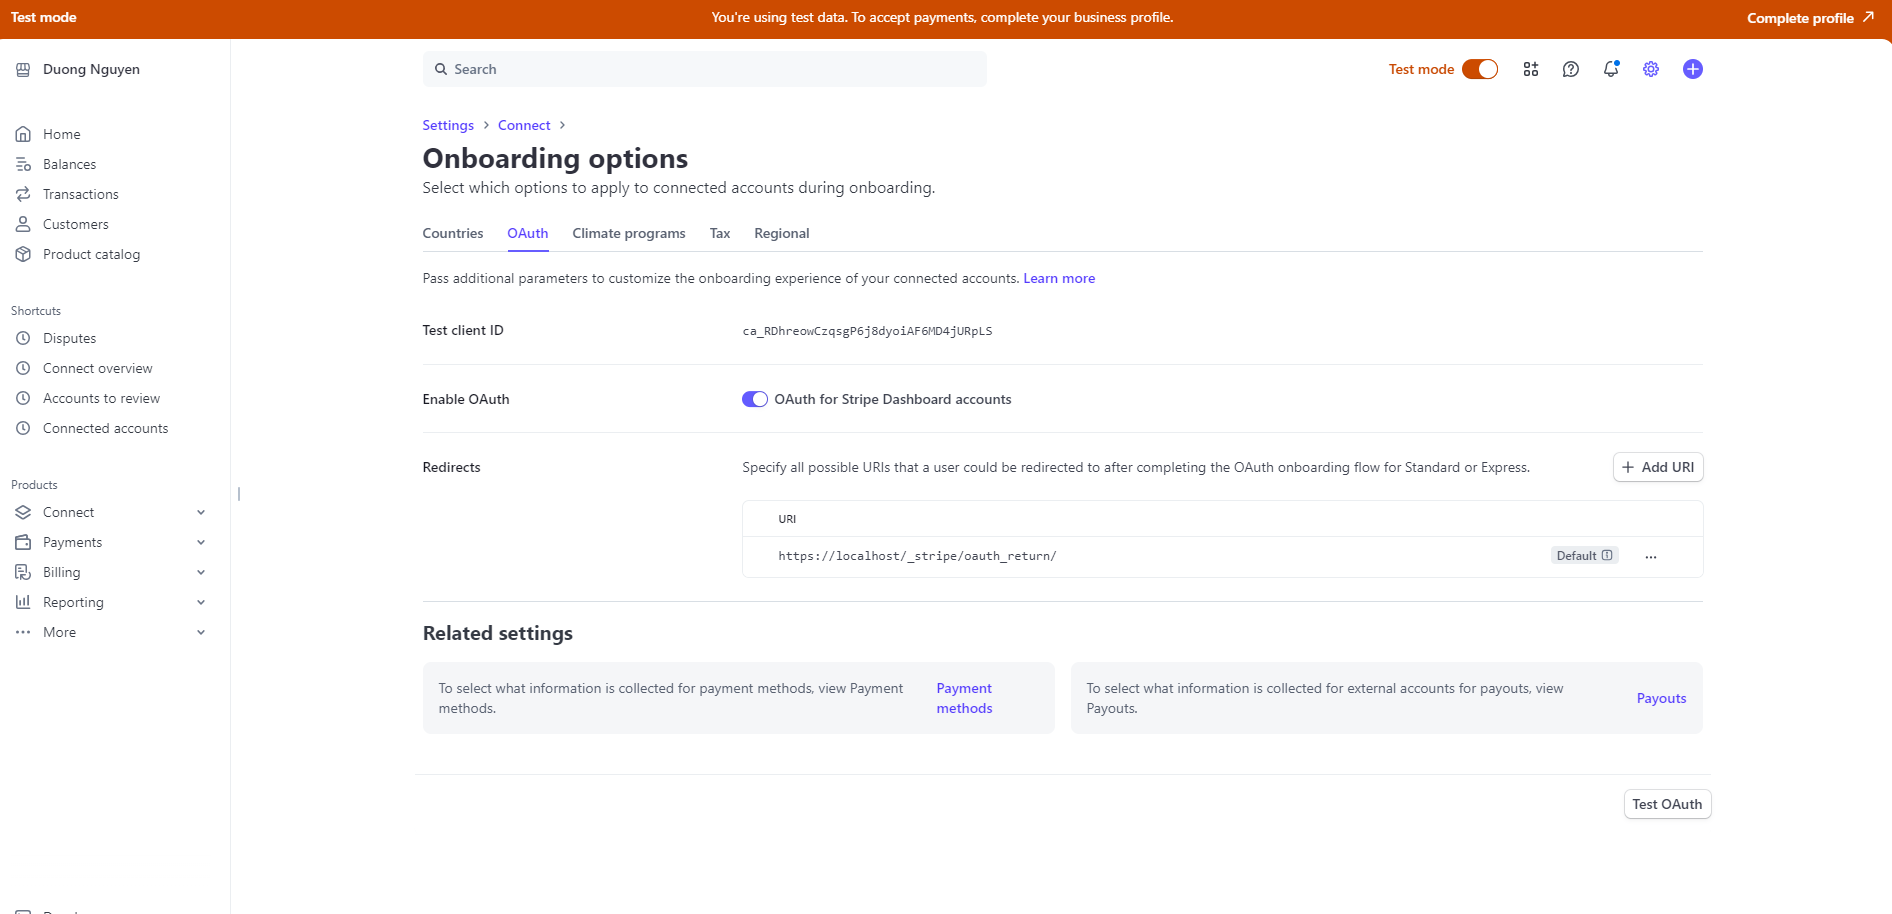 Test mode
You're using test data. To accept payments, complete your business profile.
Complete profile
Duong Nguyen
Search
Test mode
Home
Balances
Transactions
Customers
Product catalog
Shortcuts
Disputes
Connect overview
Accounts to review
Connected accounts
Products
Connect
Payments
Billing
Reporting
More
Settings
Connect
Onboarding options
Select which options to apply to connected accounts during onboarding.
Countries OAuth Climate programs Tax Regional
Pass additional parameters to customize the onboarding experience of your connected accounts. Learn more
Test client ID
ca_RDhreowCzqsgP6j8dyoiAF6MD4jURpLS
Enable OAuth
OAuth for Stripe Dashboard accounts
Redirects
Specify all possible URIs that a user could be redirected to after completing the OAuth onboarding flow for Standard or Express.
Add URI
URI
https://localhost/_stripe/oauth_return/
Default
Related settings
To select what information is collected for payment methods, view Payment
methods.
Payment
methods
To select what information is collected for external accounts for payouts, view
Payouts.
Payouts
Test OAuth